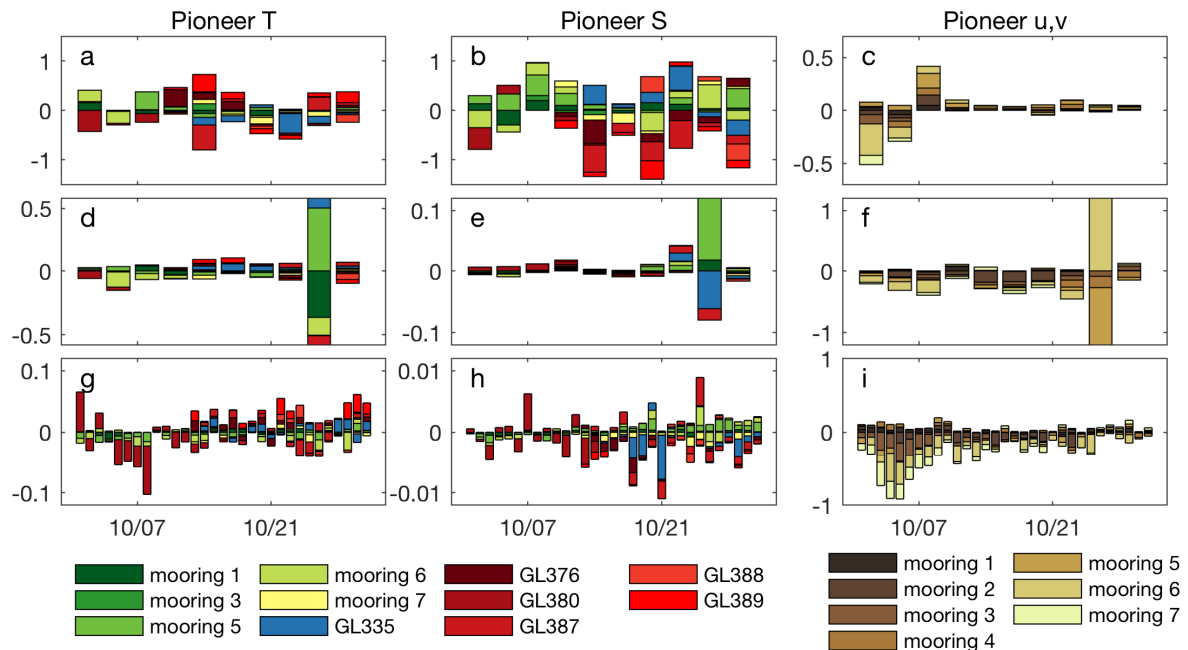 Pioneer T Pioneer S Pioneer u,v
a b c
1 1 0.5
0 0 0
-1 -1 -0.5
d e f
0.5 0.1 1
0 0 0
-0.5 -0.1 -1
g h i
0.1 0.01 1
0 0 0
-0.1 -0.01 -1
10/07 10/21 10/07 10/21 10/07 10/21
mooring 1 mooring 6 GL376 GL388 mooring 1 mooring 5
mooring 3 mooring 7 GL380 GL389 mooring 2 mooring 6
mooring 5 GL335 GL387 mooring 3 mooring 7
mooring 4